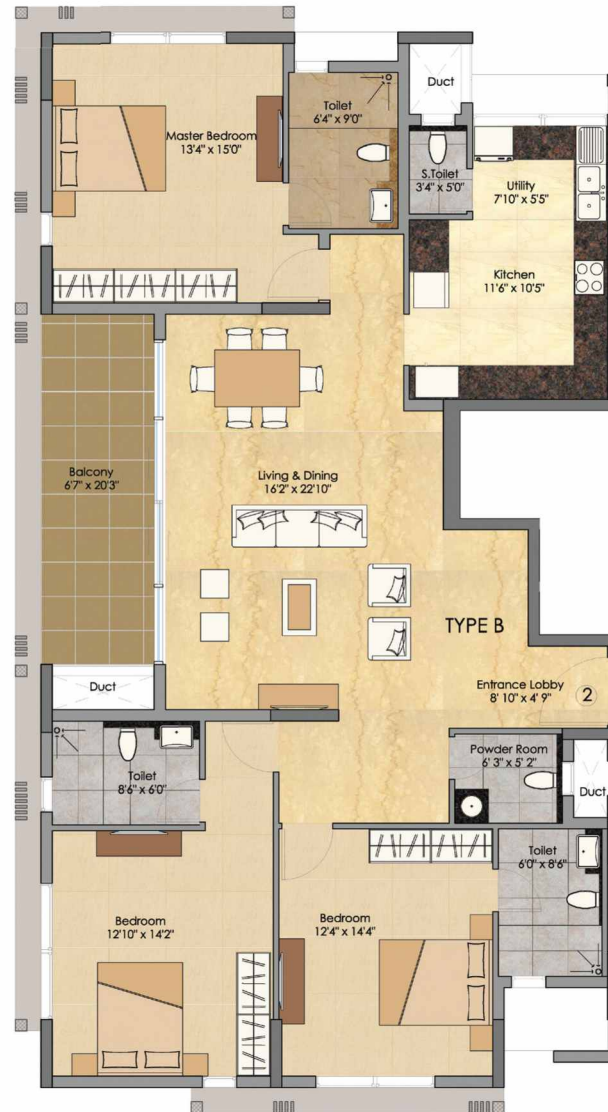 Duct
Toilet
6'4" x 9'0"
Master Bedroom
13'4" x 15'0"
S.Toilet
3'4" x 5'0"
Utility
7'10" x 5'5"
Kitchen
11'6" x 10'5"
Balcony
6'7" x 20'3"
Living & Dining
16'2" x 22'10"
TYPE B
Entrance Lobby
8' 10" x 4' 9"
2
Duct
Powder Room
6' 3" x 5' 2"
Toilet
8'6" x 6'0"
Duct
Toilet
6'0" x 8'6"
Bedroom
12'10" x 14'2"
Bedroom
12'4" x 14'4"